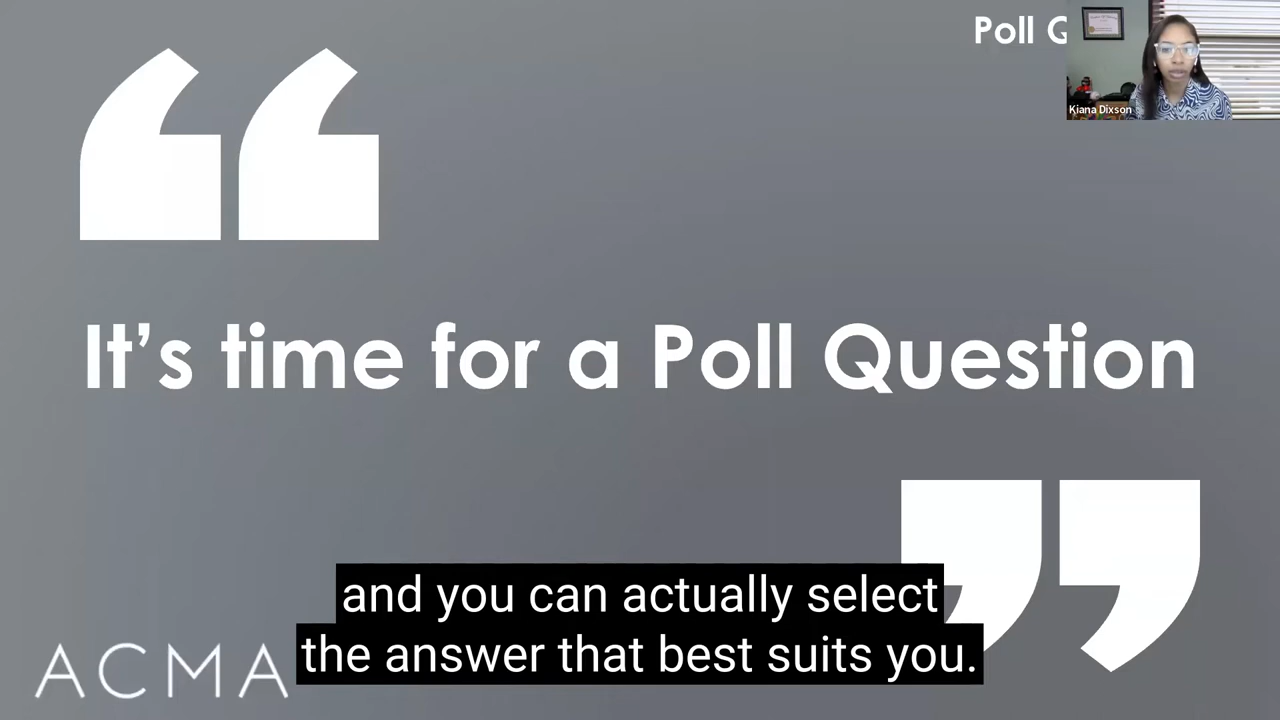 Poll Q
Kiana Dixson
It's time for a Poll Question
and you can actually select
the answer that best suits you.
ACMA